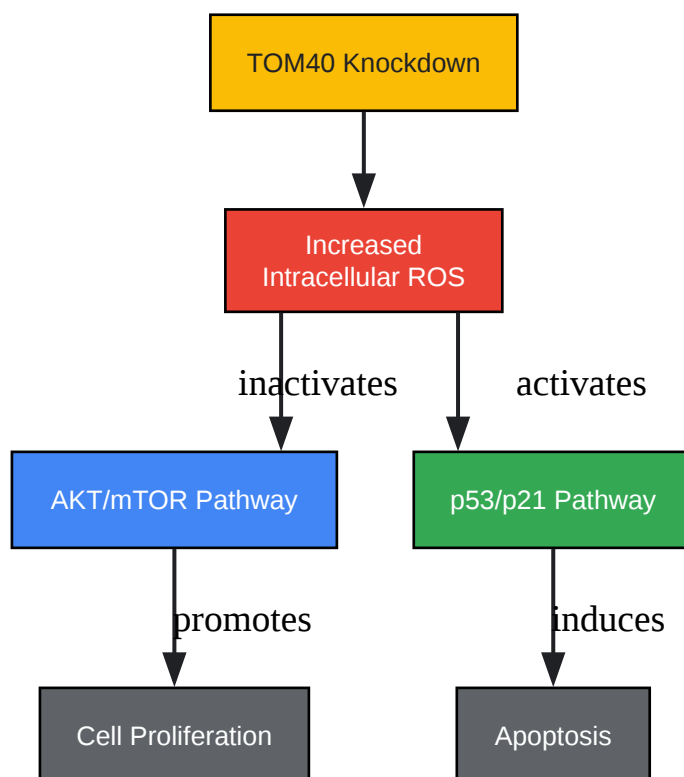 TOM40 Knockdown
Increased
Intracellular ROS
inactivates
activates
AKT/mTOR Pathway
p53/p21 Pathway
promotes
induces
Cell Proliferation
Apoptosis